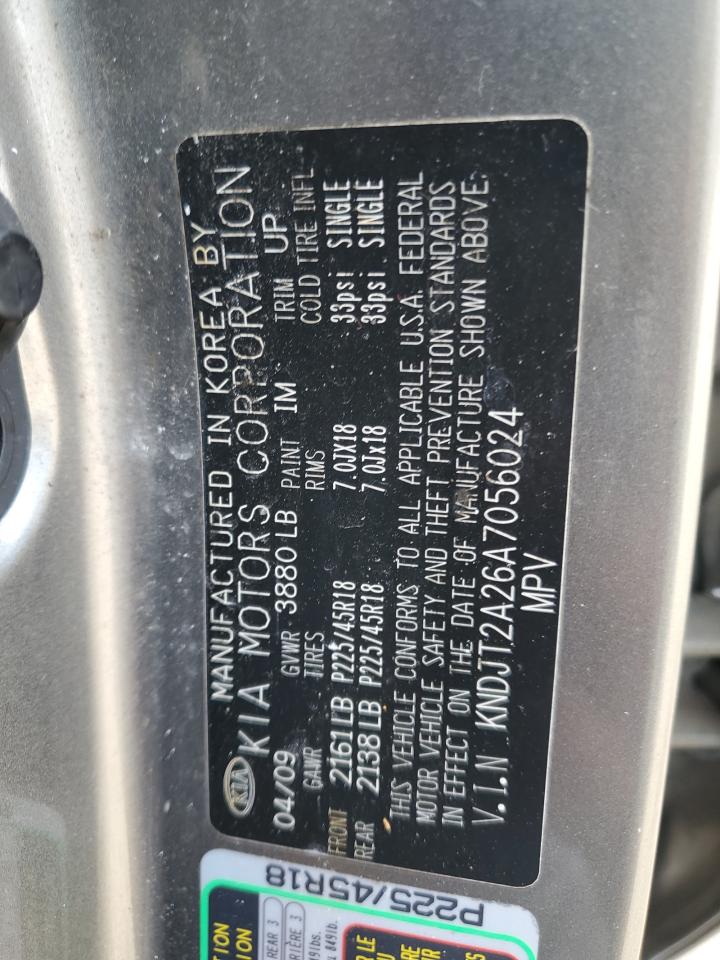 MANUFACTURED IN KOREA BY
KIA KIA MOTORS CORPORATION
04/09 GVWR 3880 LB PAINT IM TRIM UP
GAWR TIRES RIMS COLD TIRE INFL
FRONT 2161 LB P225/45R18 7.0JX18 33psi SINGLE
REAR 2138 LB P225/45R18 7.0Jx18 33psi SINGLE
THIS VEHICLE CONFORMS TO ALL APPLICABLE U.S.A. FEDERAL
MOTOR VEHICLE SAFETY AND THEFT PREVENTION STANDARDS
IN EFFECT ON THE DATE OF MANUFACTURE SHOWN ABOVE.
V.I.N KNDJT2A26A7056024
MPV
P225/45R18
REAR 3